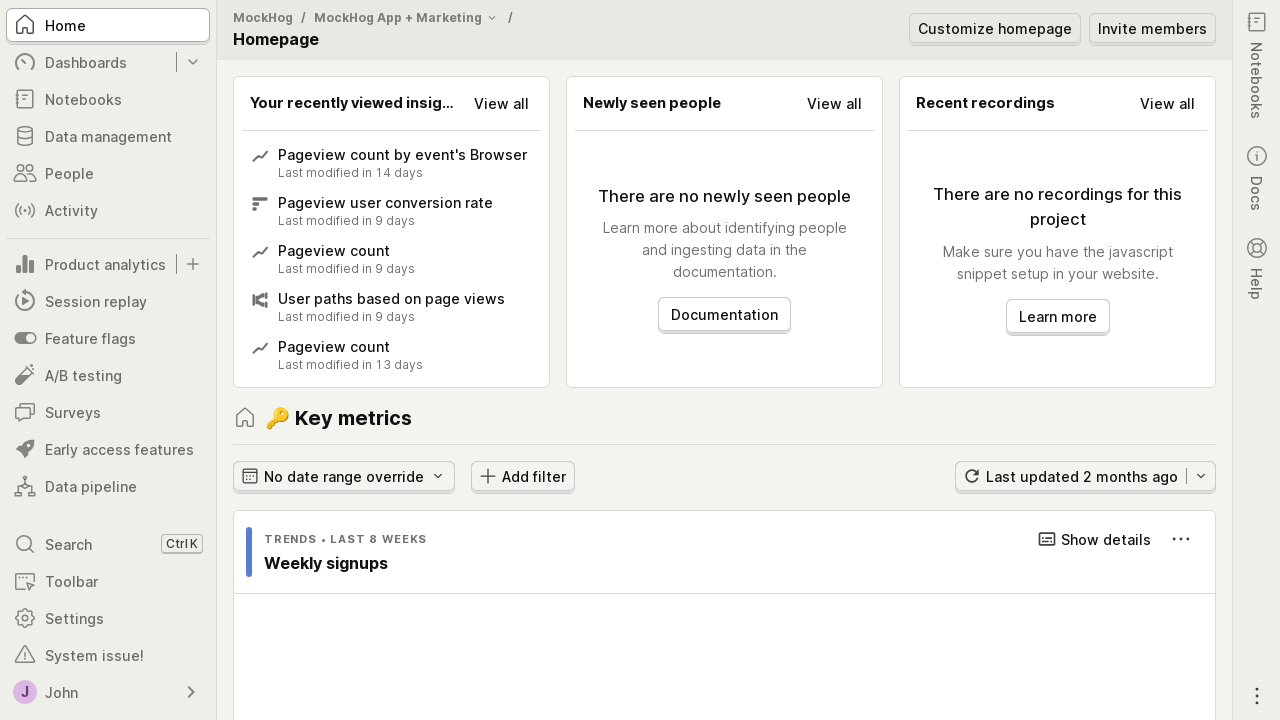 Home
Dashboards
Notebooks
Data management
People
Activity
Product analytics
Session replay
Feature flags
A/B testing
Surveys
Early access features
Data pipeline
Search Ctrl K
Toolbar
Settings
System issue!
J John
MockHog / MockHog App + Marketing /
Homepage
Customize homepage
Invite members
Your recently viewed insig... View all
Pageview count by event's Browser
Last modified in 14 days
Pageview user conversion rate
Last modified in 9 days
Pageview count
Last modified in 9 days
User paths based on page views
Last modified in 9 days
Pageview count
Last modified in 13 days
Newly seen people View all
There are no newly seen people
Learn more about identifying people
and ingesting data in the
documentation.
Documentation
Recent recordings View all
There are no recordings for this
project
Make sure you have the javascript
snippet setup in your website.
Learn more
🔑 Key metrics
No date range override
Add filter
Last updated 2 months ago
TRENDS • LAST 8 WEEKS
Show details
Weekly signups
Notebooks
Docs
Help